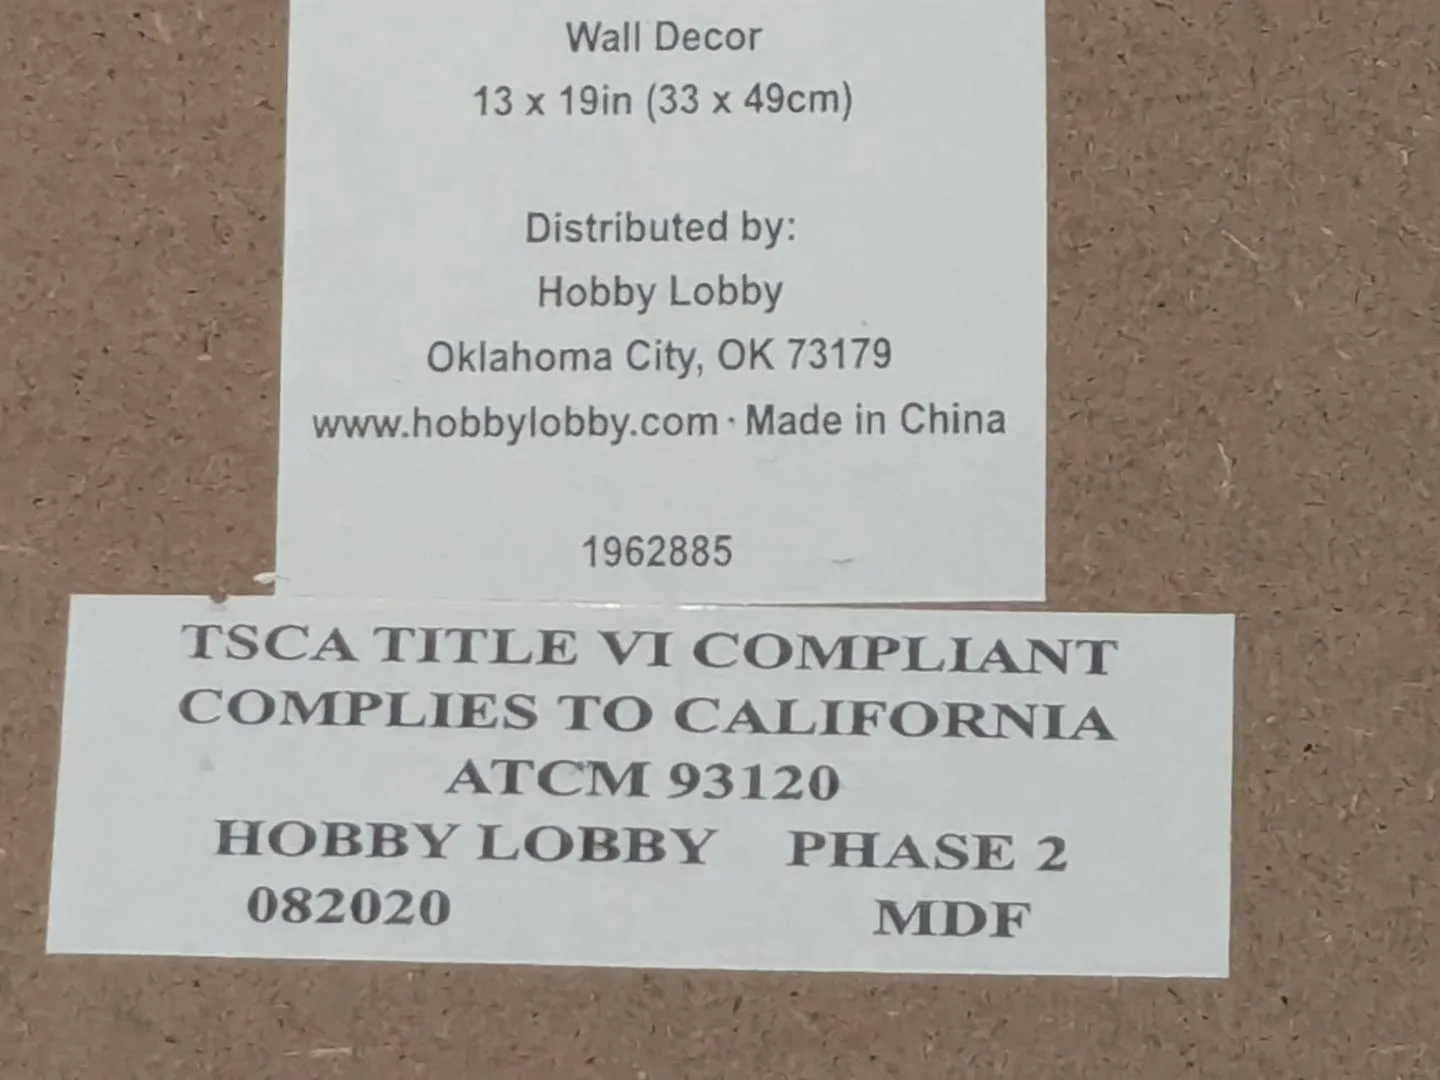 Wall Decor
13 x 19in (33 x 49cm)
Distributed by:
Hobby Lobby
Oklahoma City, OK 73179
www.hobbylobby.com · Made in China
1962885
TSCA TITLE VI COMPLIANT
COMPLIES TO CALIFORNIA
ATCM 93120
HOBBY LOBBY PHASE 2
082020 MDF